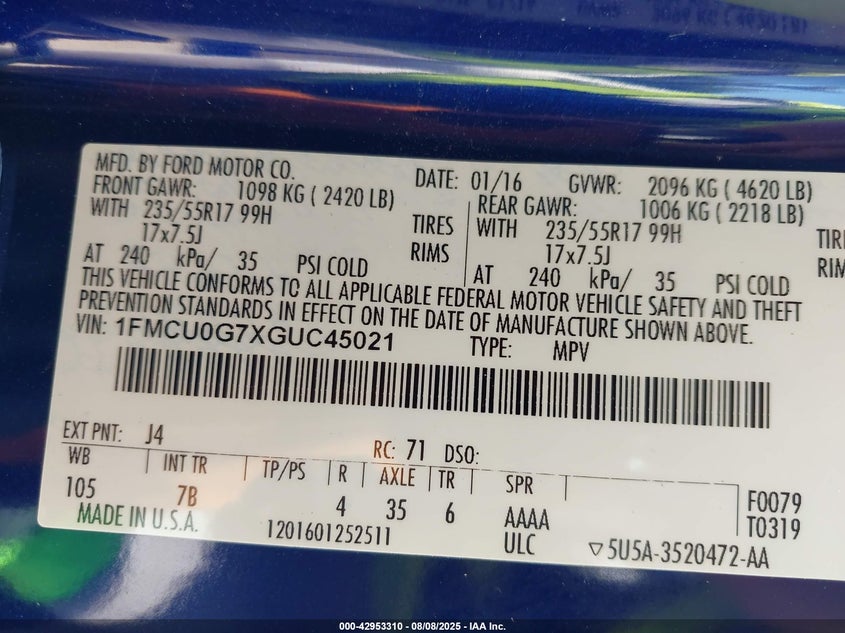 MFD. BY FORD MOTOR CO.
DATE: 01/16 GVWR: 2096 KG ( 4620 LB)
FRONT GAWR: 1098 KG ( 2420 LB)
REAR GAWR: 1006 KG ( 2218 LB)
WITH 235/55R17 99H TIRES
WITH 235/55R17 99H
17x7.5J RIMS
17x7.5J
AT 240 kPa/ 35 PSI COLD
AT 240 kPa/ 35 PSI COLD
THIS VEHICLE CONFORMS TO ALL APPLICABLE FEDERAL MOTOR VEHICLE SAFETY AND THEFT
PREVENTION STANDARDS IN EFFECT ON THE DATE OF MANUFACTURE SHOWN ABOVE.
VIN: 1FMCU0G7XGUC45021 TYPE: MPV
EXT PNT: J4 RC: 71 DSO:
WB INT TR TP/PS R AXLE TR SPR
105 7B 4 35 6 AAAA F0079
ULC T0319
MADE IN U.S.A. 1201601252511 ▽5U5A-3520472-AA
000-42953310 - 08/08/2025 - IAA Inc.